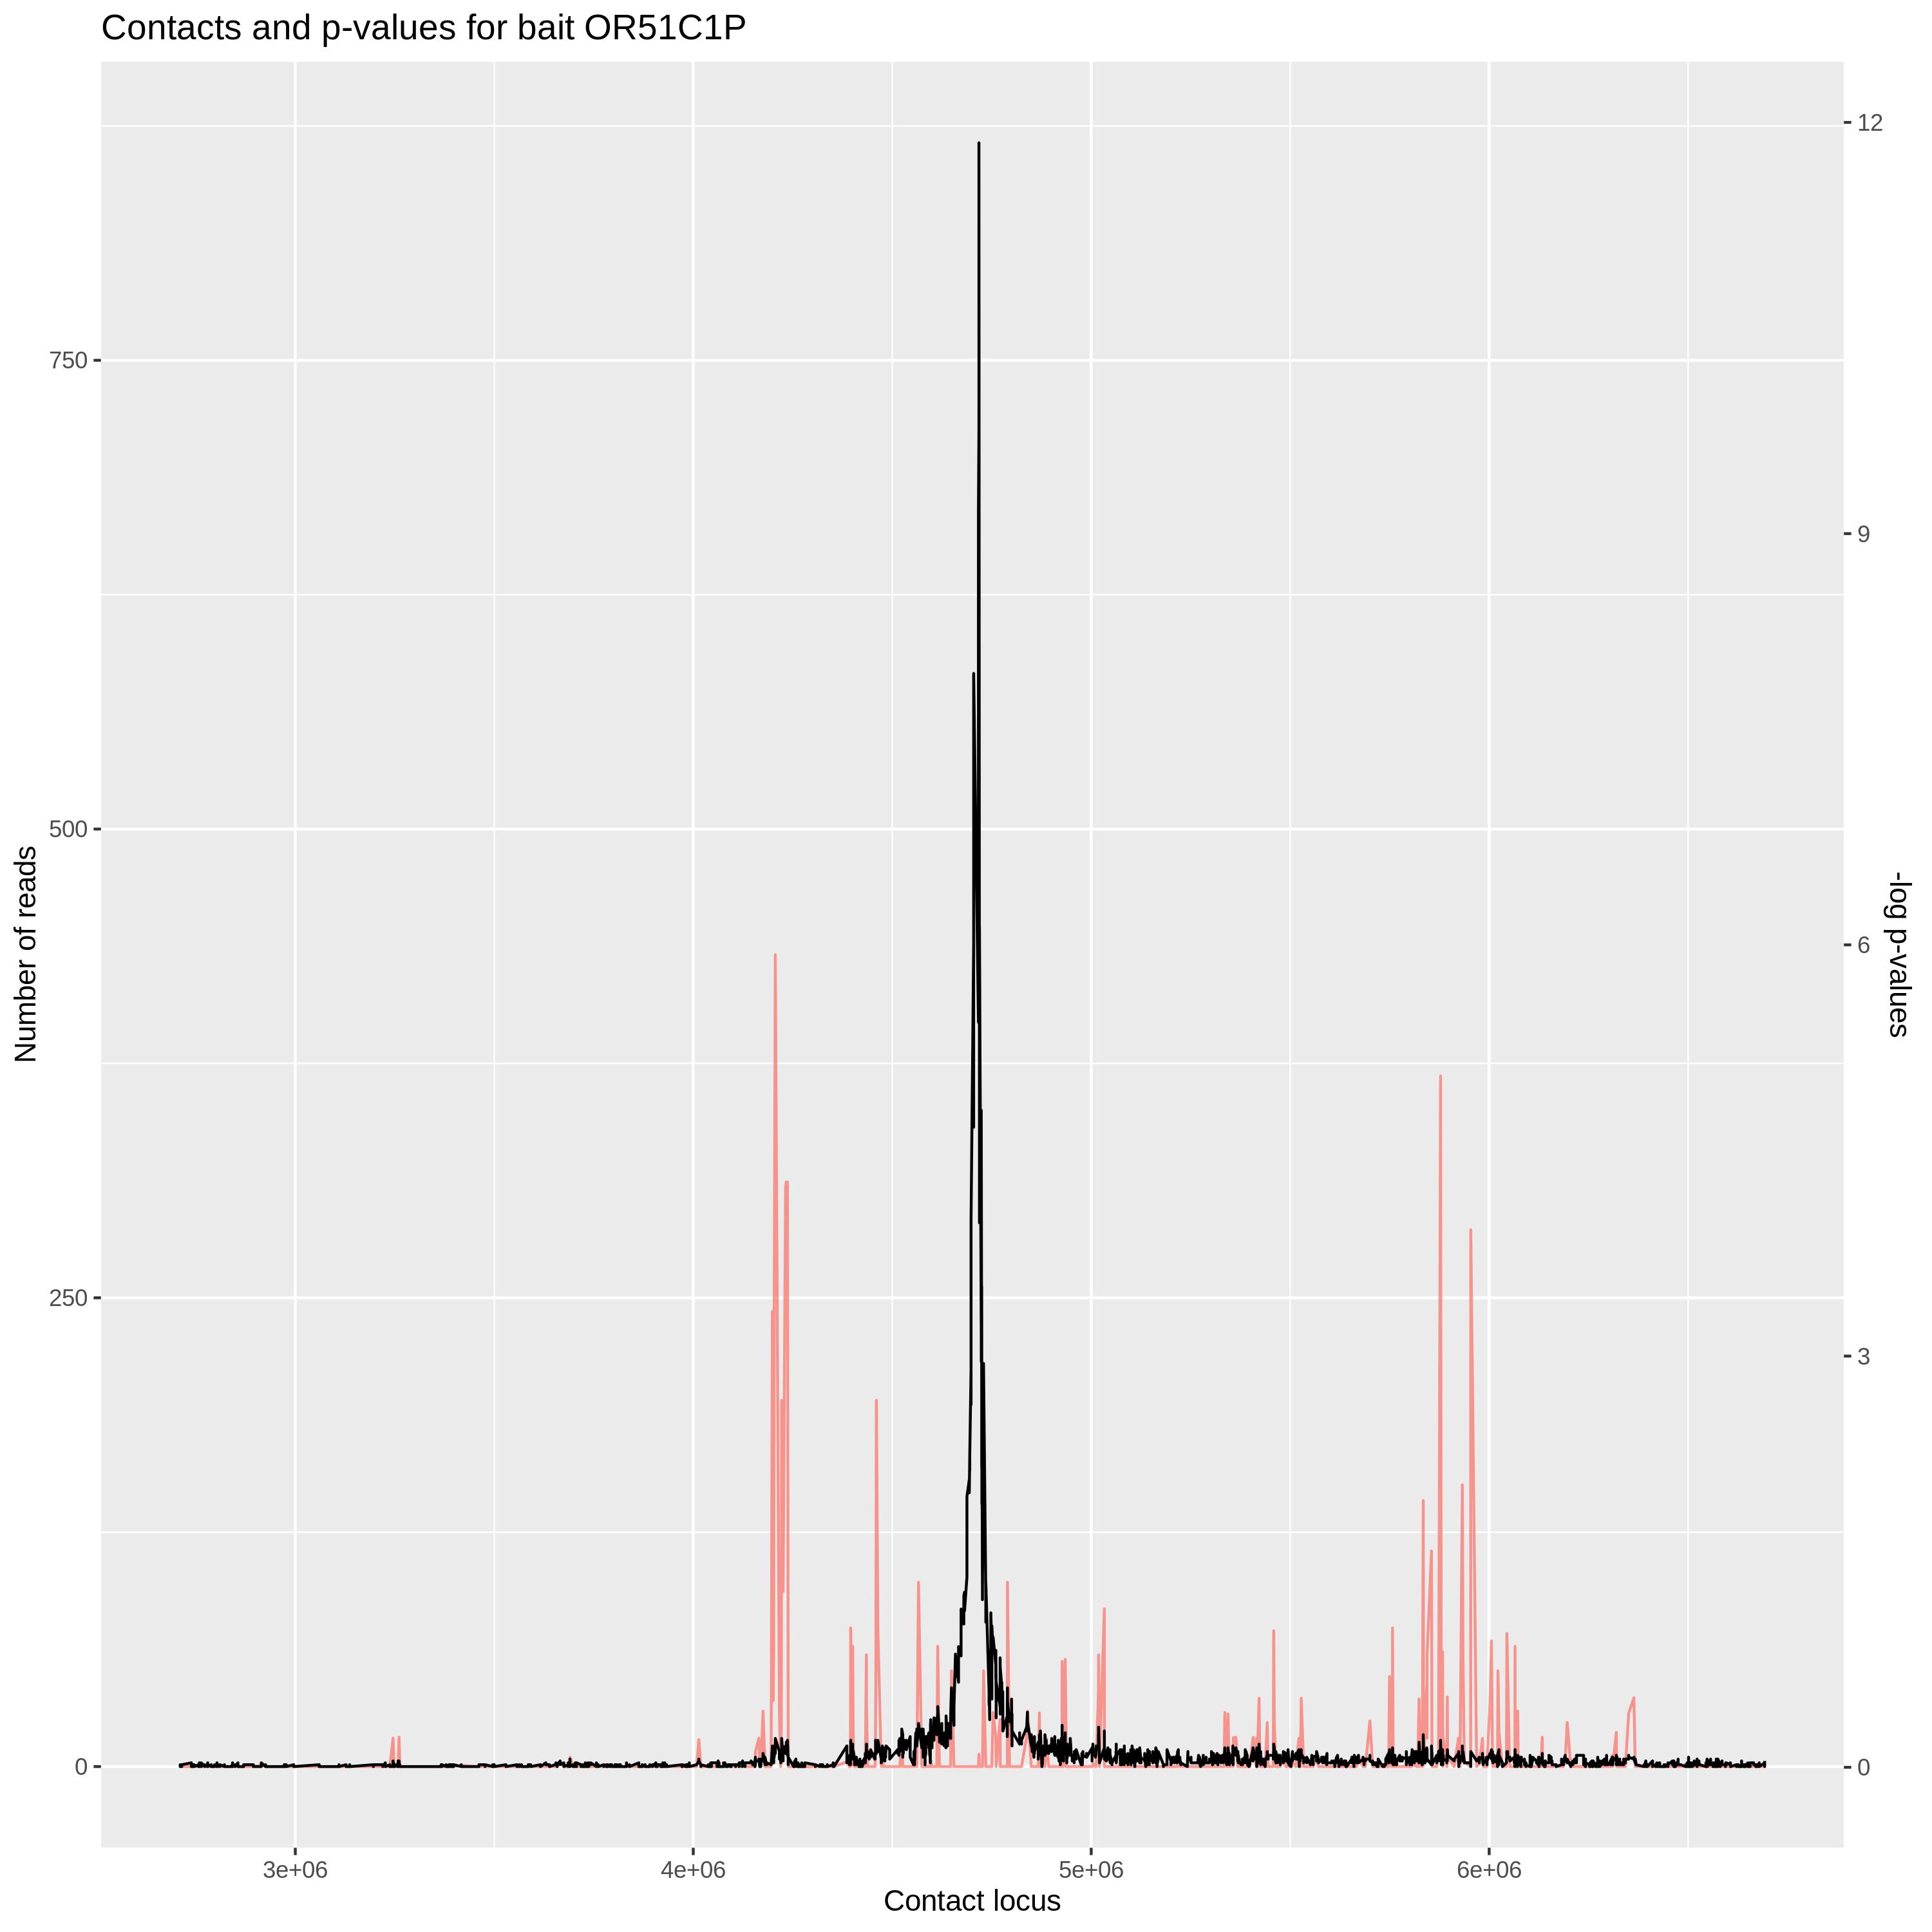 Contacts and p-values for bait OR51C1P
12
750
9
500
Number of reads
-log p-values
6
250
3
0
0
3e+06
4e+06
5e+06
6e+06
Contact locus